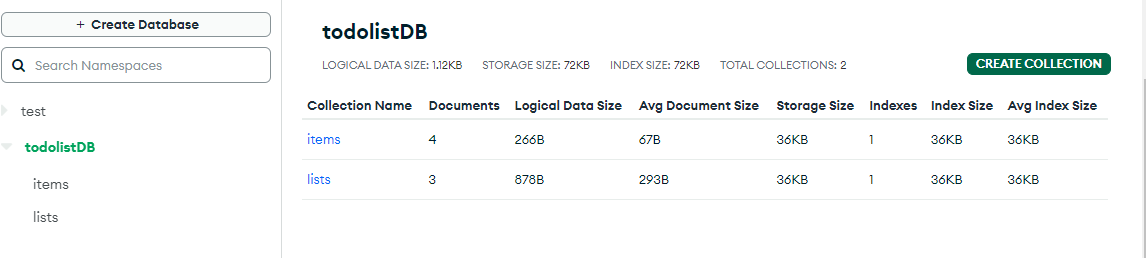 + Create Database
Search Namespaces
test
todolistDB
items
lists
todolistDB
LOGICAL DATA SIZE: 1.12KB STORAGE SIZE: 72KB INDEX SIZE: 72KB TOTAL COLLECTIONS: 2
CREATE COLLECTION
Collection Name Documents Logical Data Size Avg Document Size Storage Size Indexes Index Size Avg Index Size
items 4 266B 67B 36KB 1 36KB 36KB
lists 3 878B 293B 36KB 1 36KB 36KB